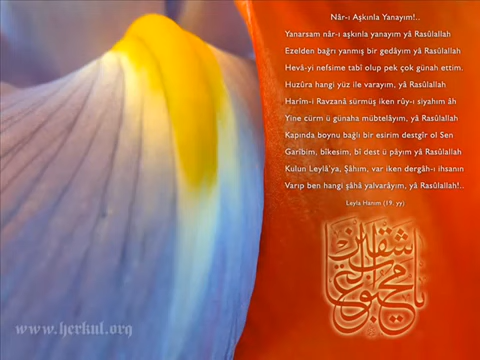 Nâr-ı Aşkınla Yanayım!..
Yanarsam nâr-ı aşkınla yanayım yâ Rasûlallah
Ezelden bağrı yanmış bir gedâyım yâ Rasûlallah
Hevâ-yi nefsime tabî olup pek çok günah ettim.
Huzûra hangi yüz ile varayım, yâ Rasûlallah
Harîm-i Ravzanâ sürmüş iken rûy-ı siyahım âh
Yine cürm ü günaha mübtelâyım, yâ Rasûlallah
Kapında boynu bağlı bir esirim destgîr ol Sen
Garîbim, bîkesim, bî dest ü pâyım yâ Rasûlallah
Kulun Leylâ'ya, Şâhım, var iken dergâh-ı ihsanın
Varıp ben hangi şâhâ yalvarâyım, yâ Rasûlallah!..
Leyla Hanım (19. yy)
www.herkul.org